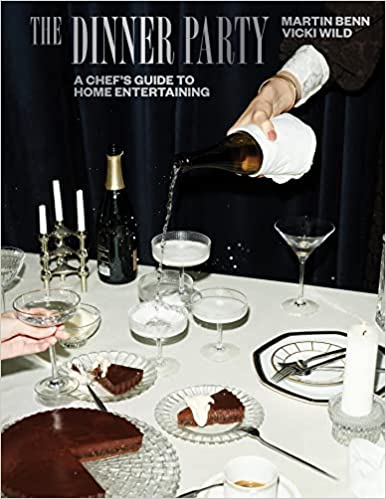 THE DINNER PARTY
MARTIN BENN
VICKI WILD
A CHEF'S GUIDE TO
HOME ENTERTAINING